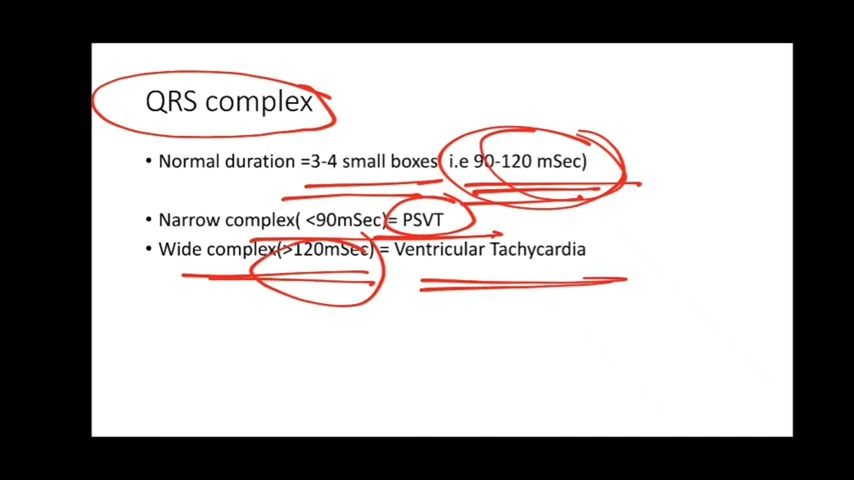 QRS complex
• Normal duration =3-4 small boxes( i.e 90-120 mSec)
• Narrow complex( <90mSec)= PSVT
• Wide complex(>120mSec) = Ventricular Tachycardia